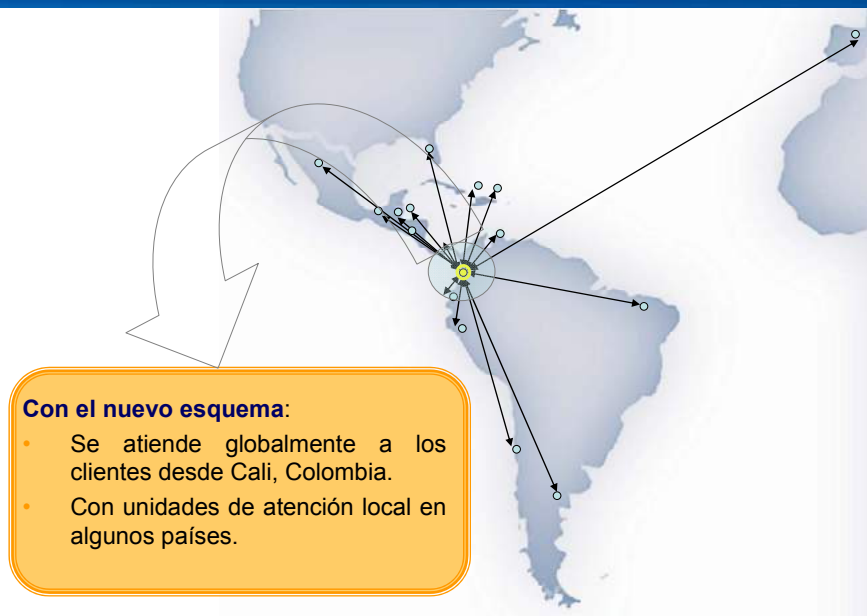 Con el nuevo esquema:
• Se atiende globalmente a los
clientes desde Cali, Colombia.
• Con unidades de atención local en
algunos países.